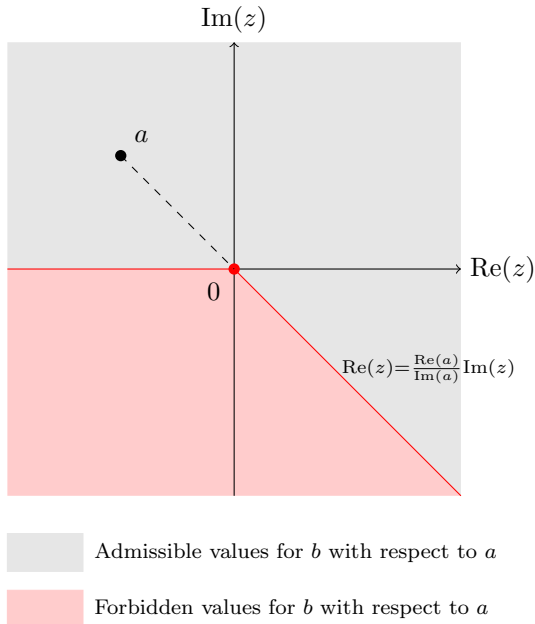 Im(z)
a
Re(z)
0
Re(z)=Re(a)/Im(a) Im(z)
Admissible values for b with respect to a
Forbidden values for b with respect to a